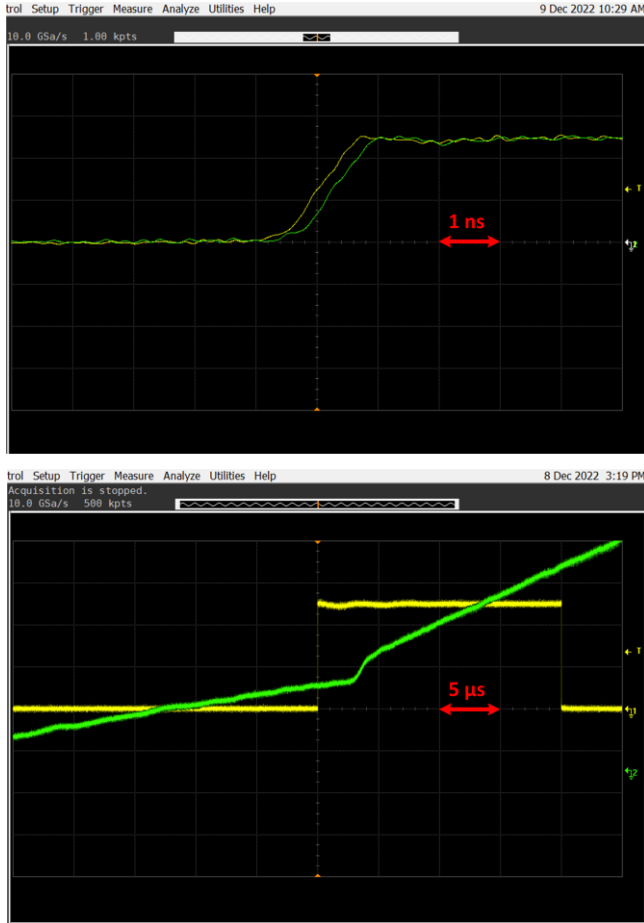 trol Setup Trigger Measure Analyze Utilities Help 9 Dec 2022 10:29 AM
10.0 GSa/s 1.00 kpts
T
1 ns
trol Setup Trigger Measure Analyze Utilities Help 8 Dec 2022 3:19 PM
Acquisition is stopped.
10.0 GSa/s 500 kpts
T
5 μs
1
2